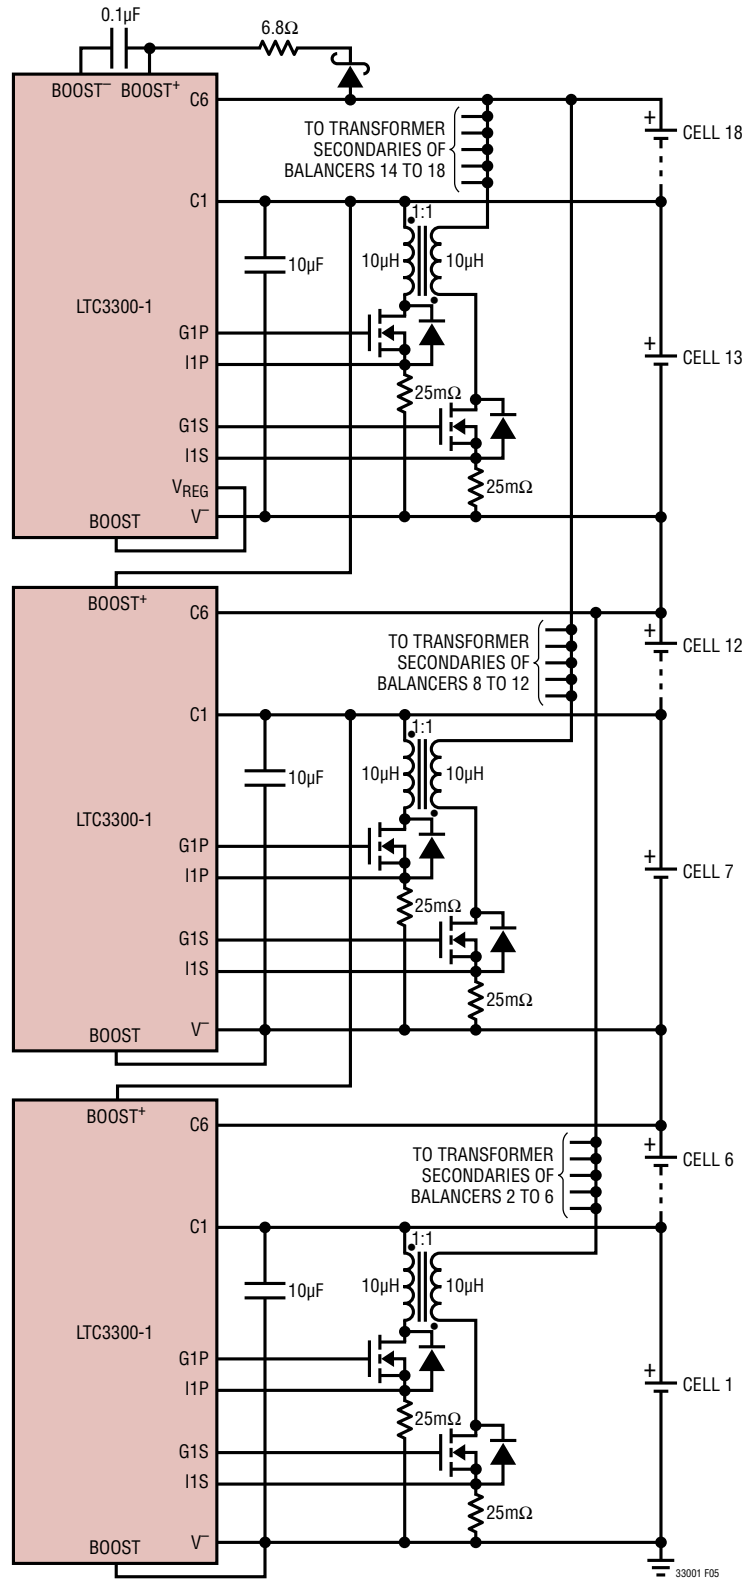 0.1µF
6.8Ω
BOOST– BOOST+
C6
TO TRANSFORMER
SECONDARIES OF
BALANCERS 14 TO 18
+
CELL 18
C1
1:1
10µF
10µH
10µH
LTC3300-1
G1P
+
CELL 13
I1P
25mΩ
G1S
I1S
VREG
25mΩ
BOOST
V–
BOOST+
C6
TO TRANSFORMER
SECONDARIES OF
BALANCERS 8 TO 12
+
CELL 12
C1
1:1
10µF
10µH
10µH
LTC3300-1
G1P
+
CELL 7
I1P
25mΩ
G1S
I1S
25mΩ
BOOST
V–
BOOST+
C6
TO TRANSFORMER
SECONDARIES OF
BALANCERS 2 TO 6
+
CELL 6
C1
1:1
10µF
10µH
10µH
LTC3300-1
G1P
+
CELL 1
I1P
25mΩ
G1S
I1S
25mΩ
BOOST
V–
33001 F05